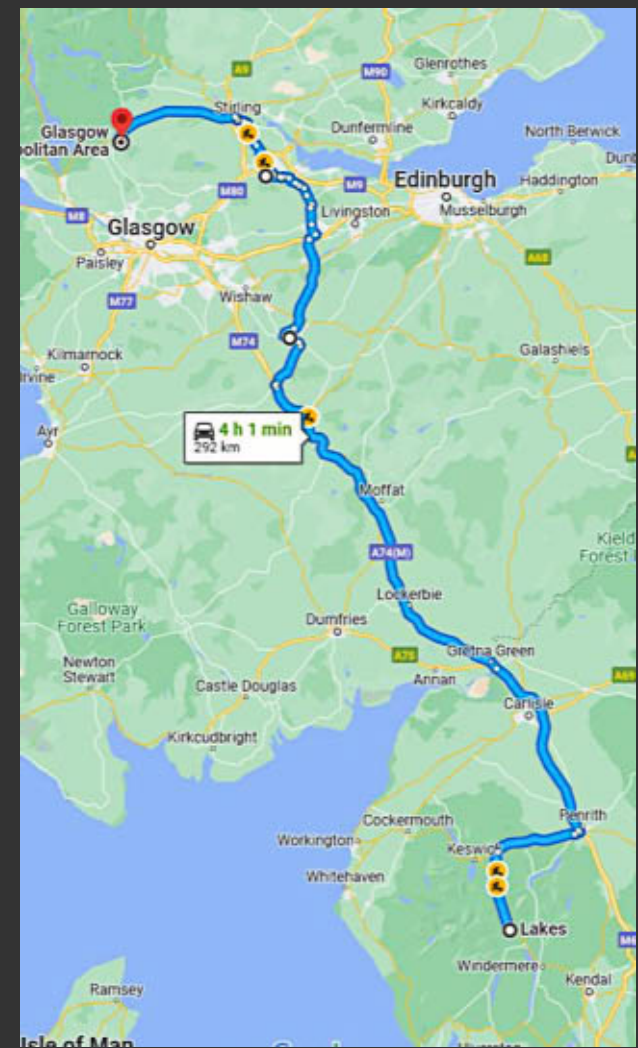 Glenrothes
A9
M90
Stirling
Kirkcaldy
Glasgow
politan Area
Dunfermline
North Berwick
M80
M9
Edinburgh
Haddington
M8
Livingston
Musselburgh
Glasgow
A68
Paisley
M77
Wishaw
M74
Galashiels
Kilmarnock
Irvine
Ayr
4 h 1 min
292 km
Moffat
A74(M)
Kield
Forest
Lockerbie
Galloway
Forest Park
Dumfries
Gretna Green
A75
Newton
Stewart
Annan
A69
Castle Douglas
Carlisle
Kirkcudbright
Penrith
Cockermouth
Workington
Keswick
Whitehaven
Lakes
M6
Windermere
Kendal
Ramsey
Isle of Man